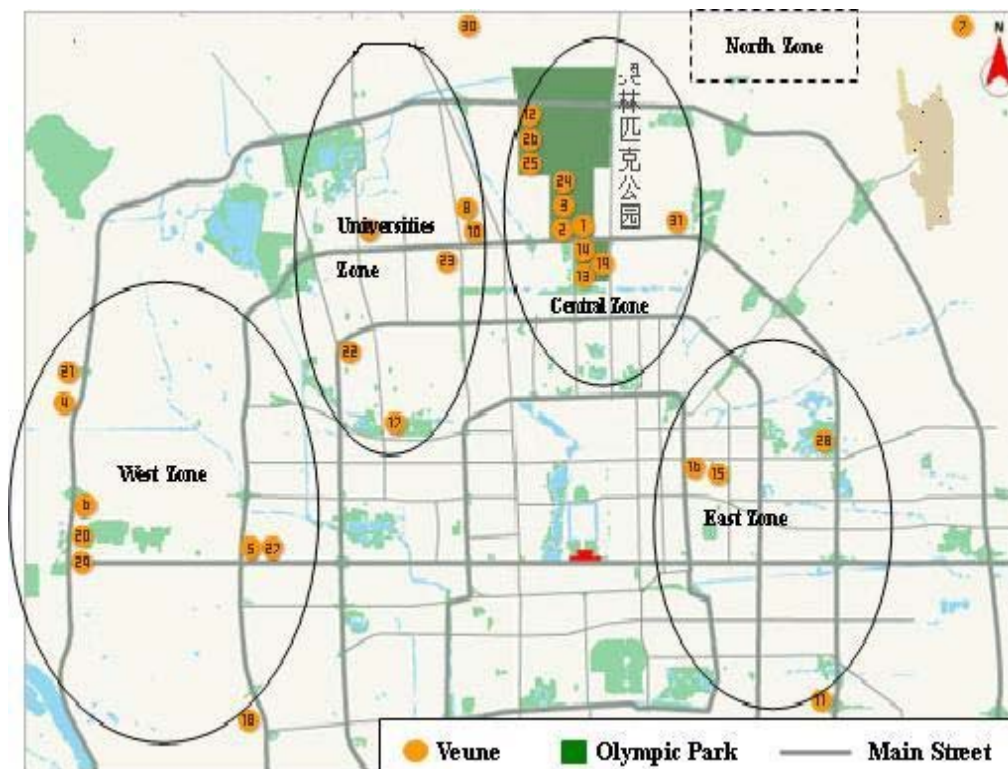 30
7
North Zone
N
奥林匹克公园
12
26
25
24
3
2
1
14
19
13
31
Central Zone
8
10
Universities
Zone
23
22
17
21
4
West Zone
6
20
29
5
27
18
28
16
15
East Zone
11
Veune
Olympic Park
Main Street